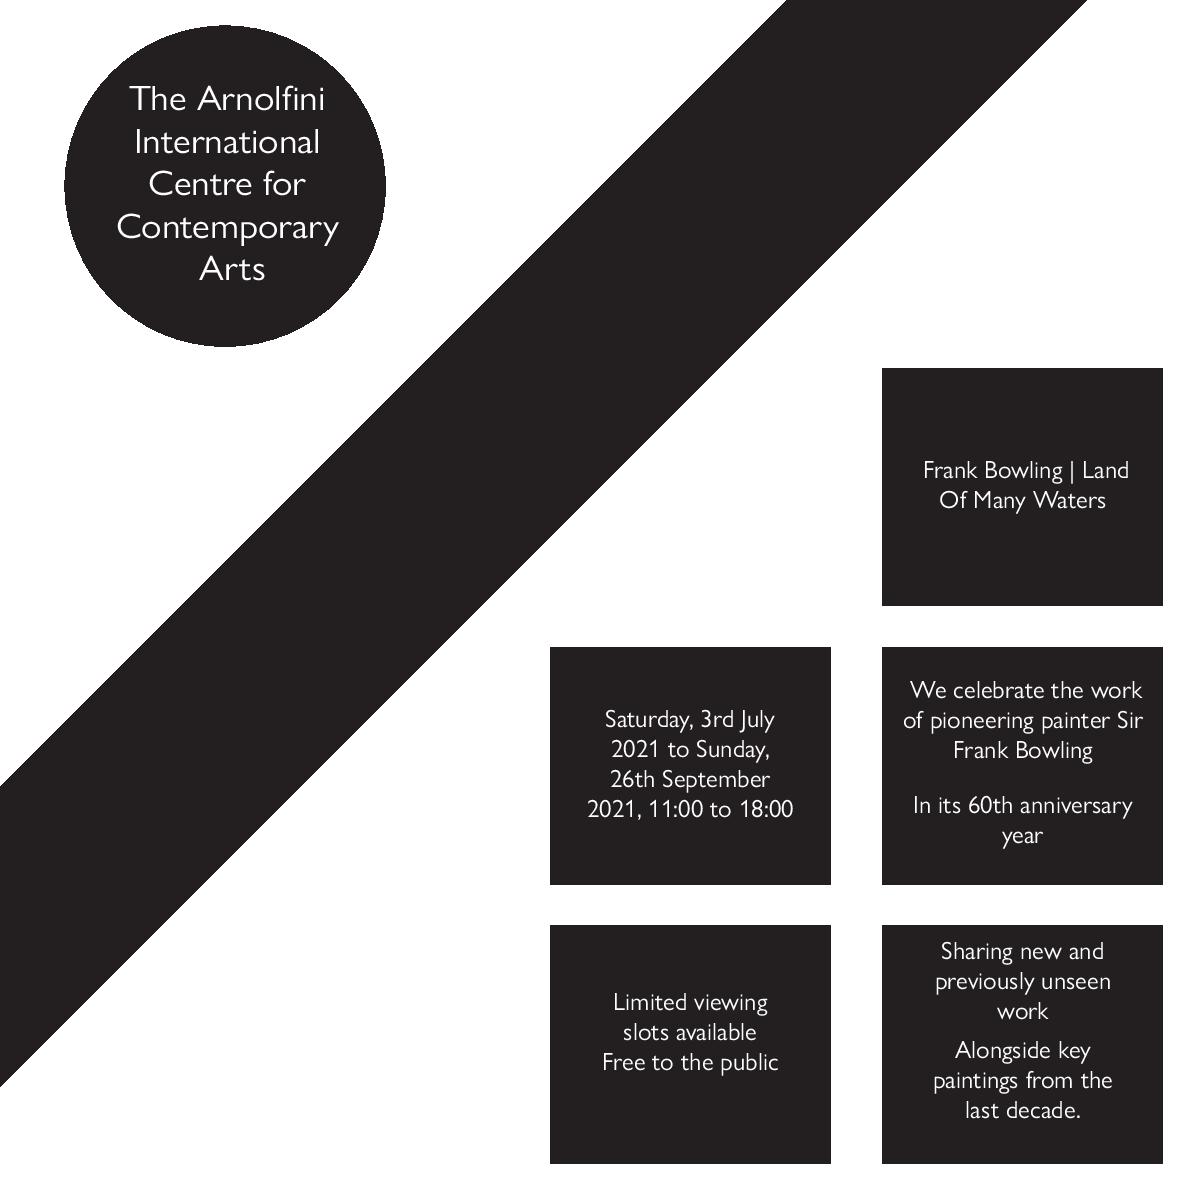 The Arnolfini
International
Centre for
Contemporary
Arts
Frank Bowling | Land
Of Many Waters
Saturday, 3rd July
2021 to Sunday,
26th September
2021, 11:00 to 18:00
We celebrate the work
of pioneering painter Sir
Frank Bowling
In its 60th anniversary
year
Limited viewing
slots available
Free to the public
Sharing new and
previously unseen
work
Alongside key
paintings from the
last decade.